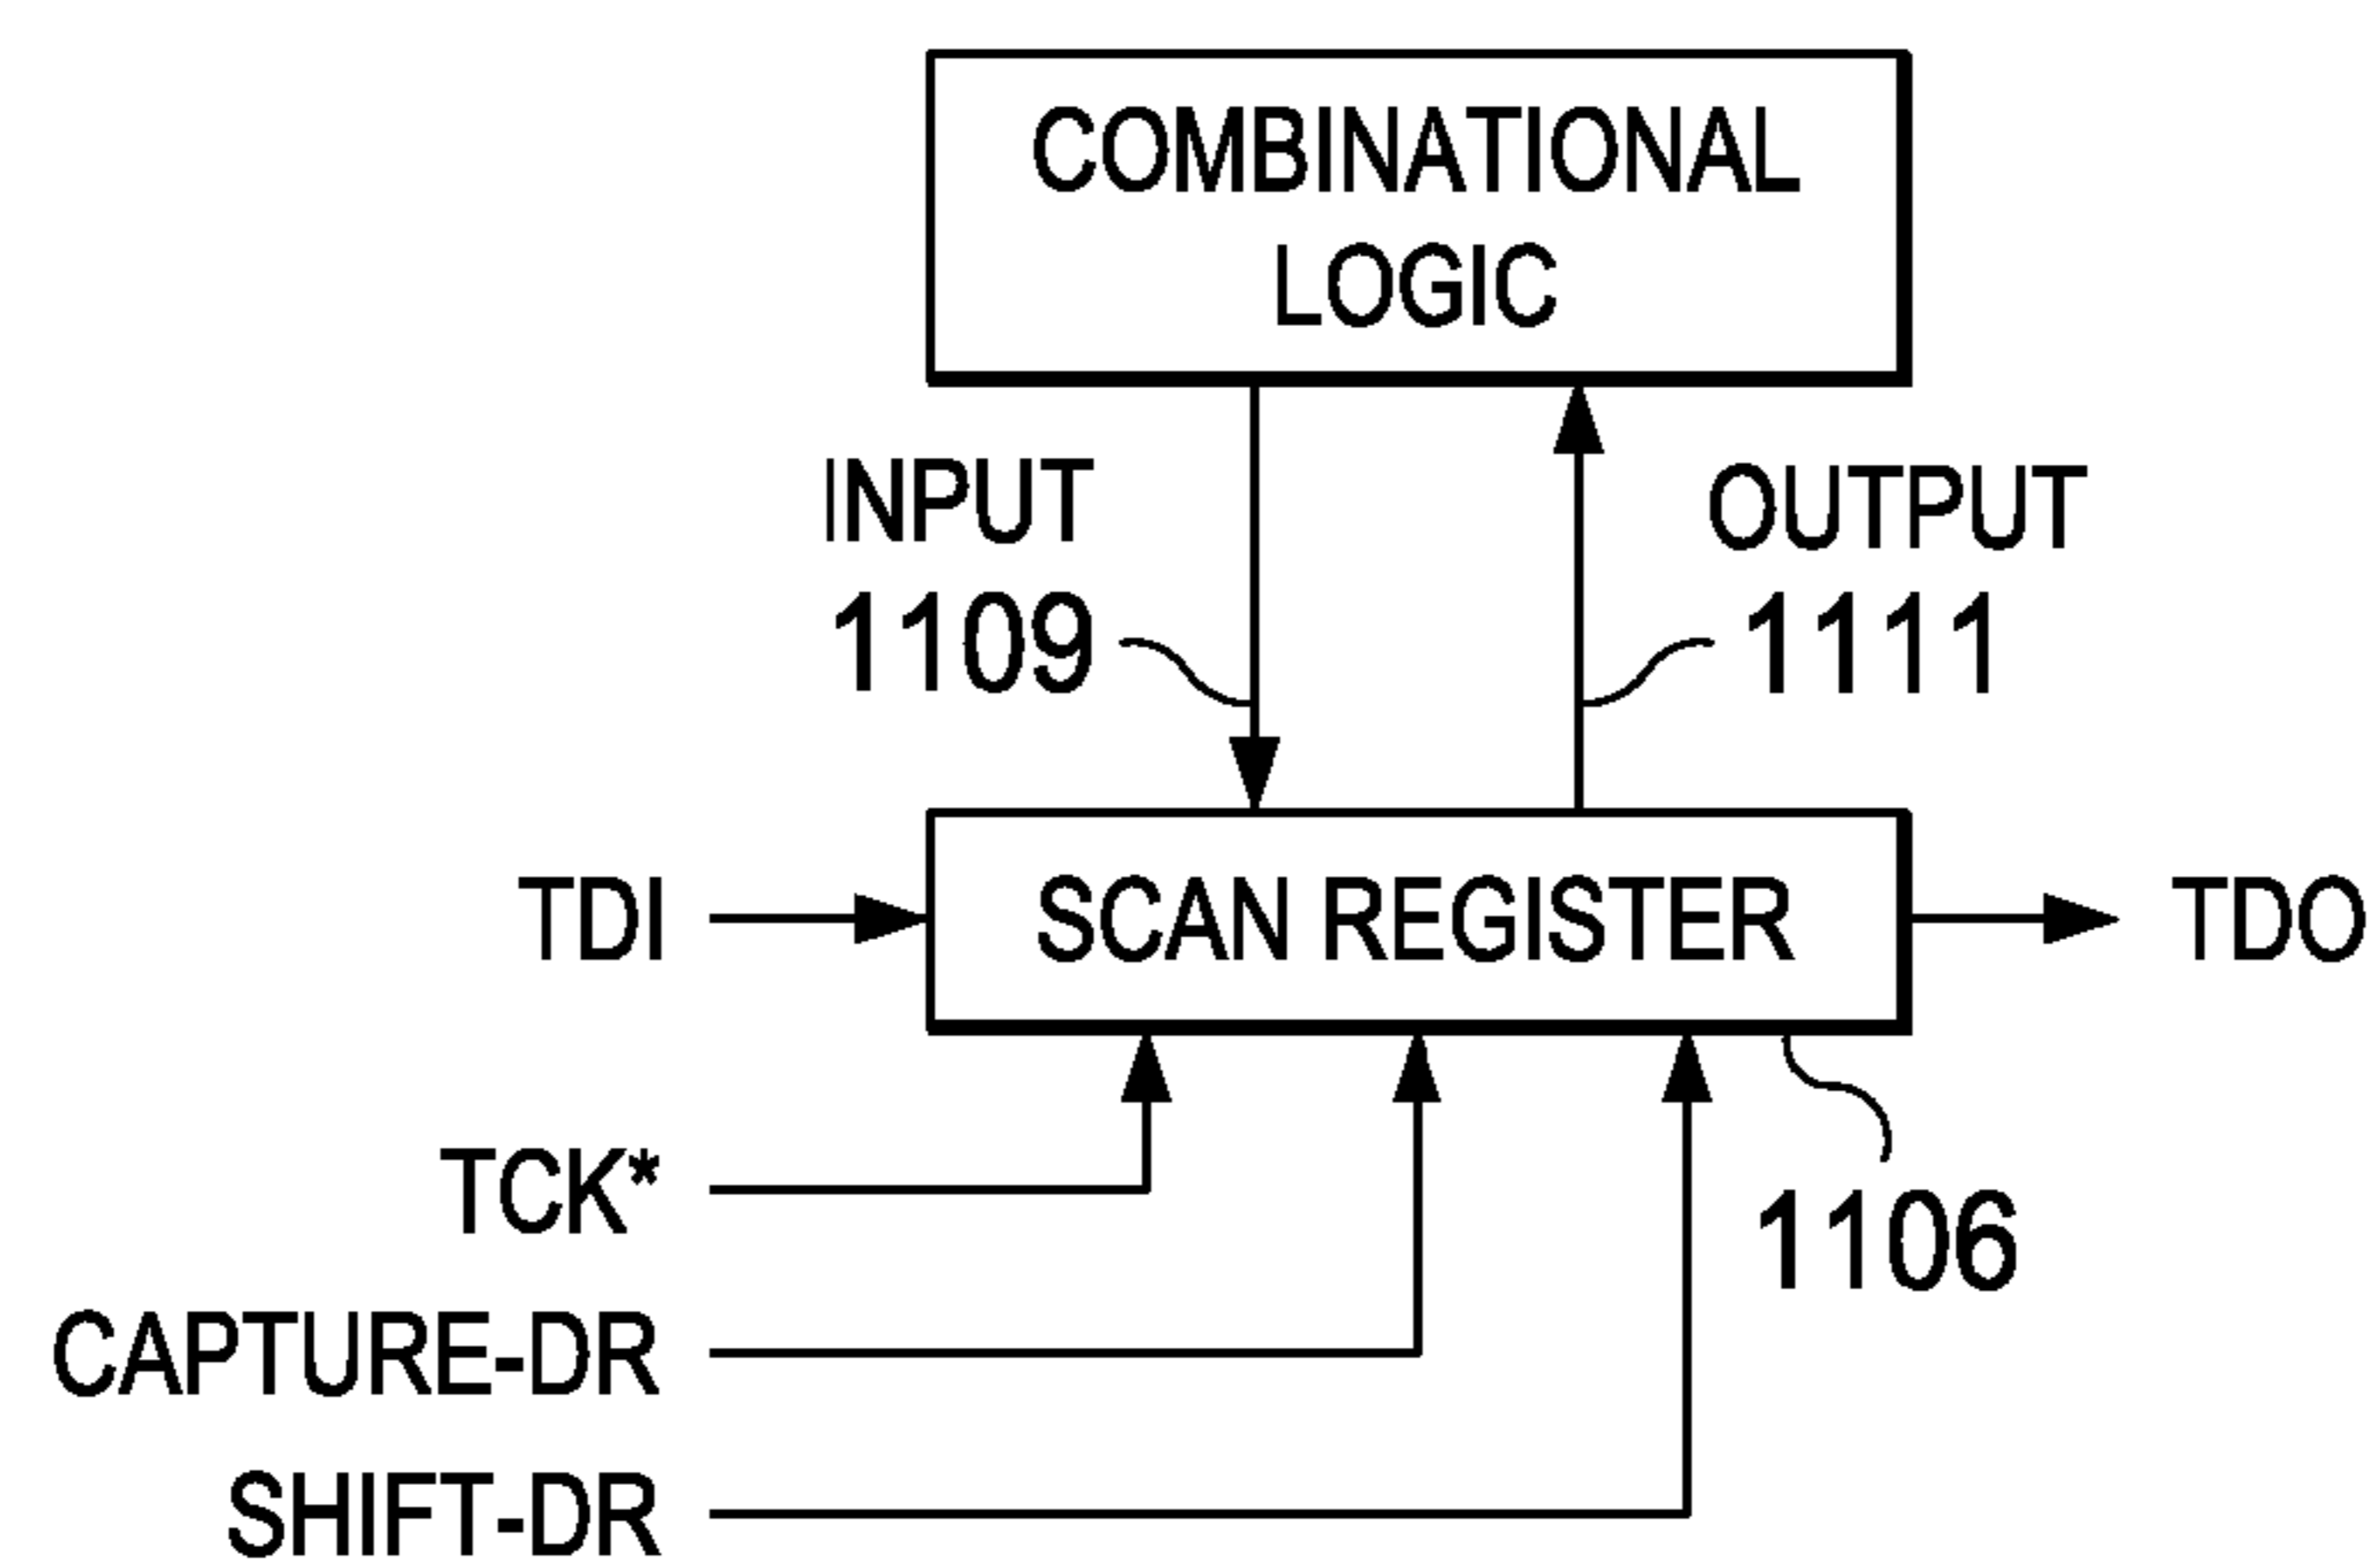 COMBINATIONAL
LOGIC
INPUT
1109
OUTPUT
1111
TDI
SCAN REGISTER
TDO
TCK*
1106
CAPTURE-DR
SHIFT-DR